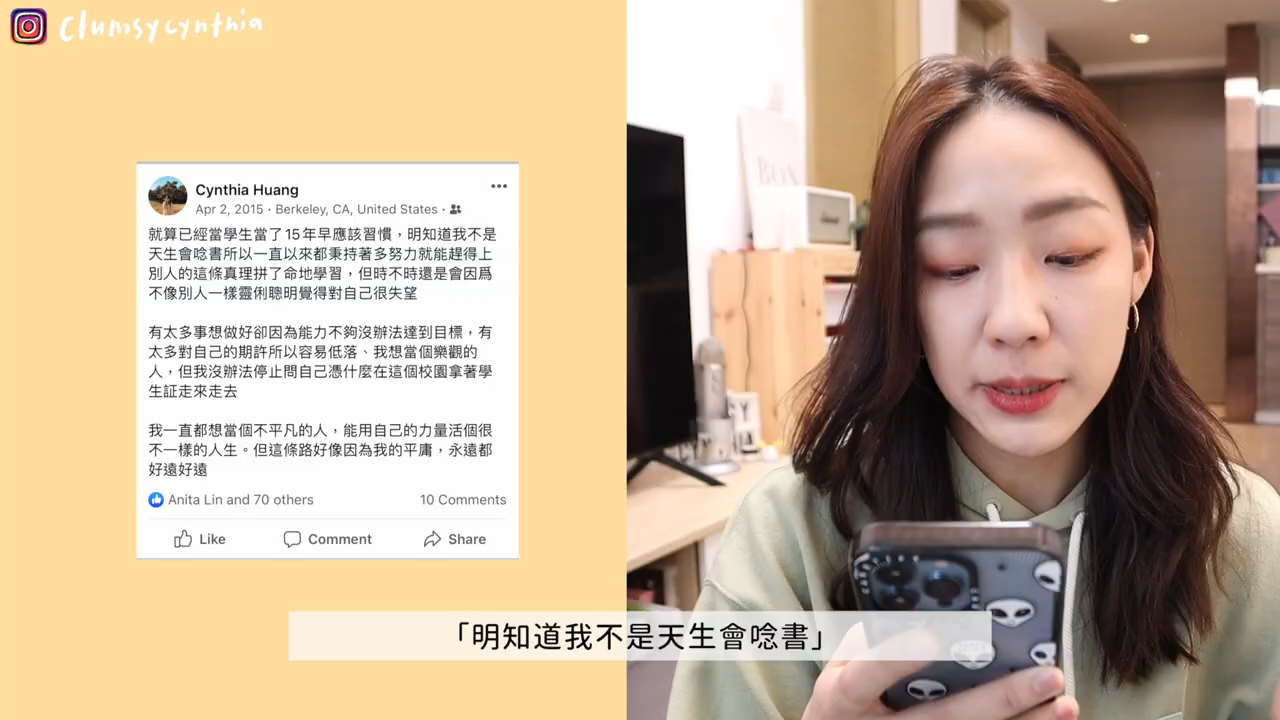 Clumsycynthia
Cynthia Huang
Apr 2, 2015 · Berkeley, CA, United States ·
就算已經當學生當了15年早應該習慣，明知道我不是
天生會唸書所以一直以來都秉持著多努力就能趕得上
別人的這條真理拼了命地學習，但時不時還是會因爲
不像別人一樣靈俐聰明覺得對自己很失望
有太多事想做好卻因為能力不夠沒辦法達到目標，有
太多對自己的期許所以容易低落、我想當個樂觀的
人，但我沒辦法停止問自己憑什麼在這個校園拿著學
生証走來走去
我一直都想當個不平凡的人，能用自己的力量活個很
不一樣的人生。但這條路好像因為我的平庸，永遠都
好遠好遠
Anita Lin and 70 others
10 Comments
Like
Comment
Share
「明知道我不是天生會唸書」